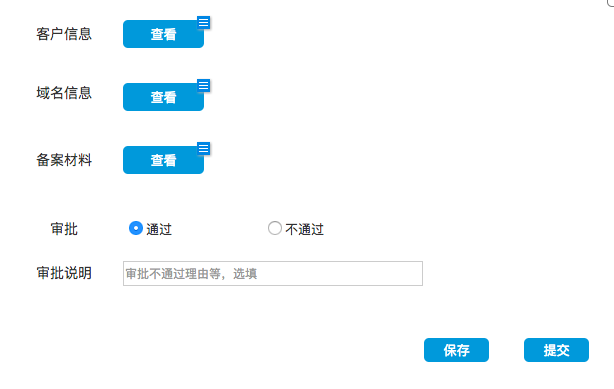 客户信息 查看
域名信息 查看
备案材料 查看
审批 通过 不通过
审批说明 审批不通过理由等，选填
保存 提交